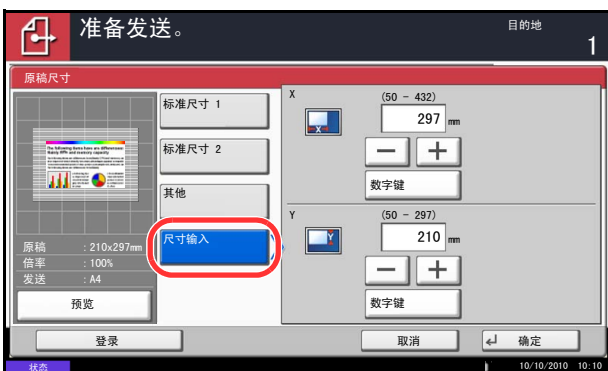 准备发送。
目的地
1
原稿尺寸
标准尺寸 1
标准尺寸 2
其他
尺寸输入
原稿 : 210x297mm
倍率 : 100%
发送 : A4
预览
X
(50 - 432)
297 mm
数字键
Y
(50 - 297)
210 mm
数字键
登录
取消
确定
状态
10/10/2010 10:10